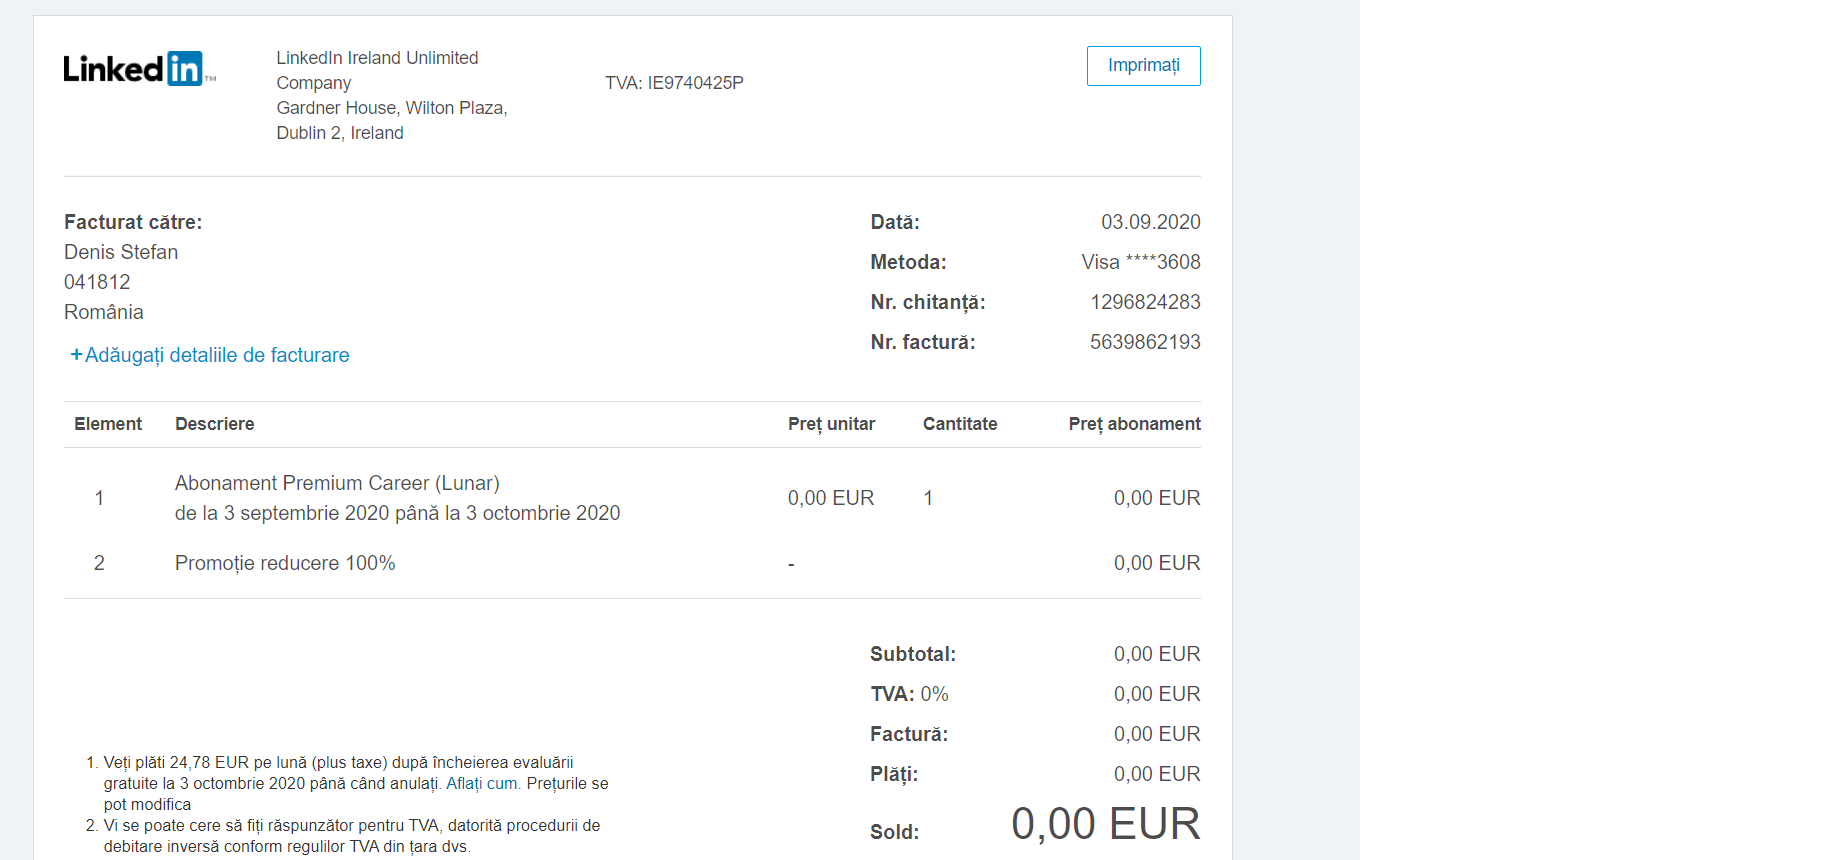 Linked in ™
LinkedIn Ireland Unlimited
Company
Gardner House, Wilton Plaza,
Dublin 2, Ireland
TVA: IE9740425P
Imprimați
Facturat către:
Denis Stefan
041812
România
+Adăugați detaliile de facturare
Dată: 03.09.2020
Metoda: Visa ****3608
Nr. chitanță: 1296824283
Nr. factură: 5639862193
Element Descriere Preț unitar Cantitate Preț abonament
1 Abonament Premium Career (Lunar) 0,00 EUR 1 0,00 EUR
de la 3 septembrie 2020 până la 3 octombrie 2020
2 Promoție reducere 100% - 0,00 EUR
Subtotal: 0,00 EUR
TVA: 0% 0,00 EUR
Factură: 0,00 EUR
Plăți: 0,00 EUR
Sold: 0,00 EUR
1. Veți plăti 24,78 EUR pe lună (plus taxe) după încheierea evaluării
gratuite la 3 octombrie 2020 până când anulați. Aflați cum. Prețurile se
pot modifica
2. Vi se poate cere să fiți răspunzător pentru TVA, datorită procedurii de
debitare inversă conform regulilor TVA din țara dvs.